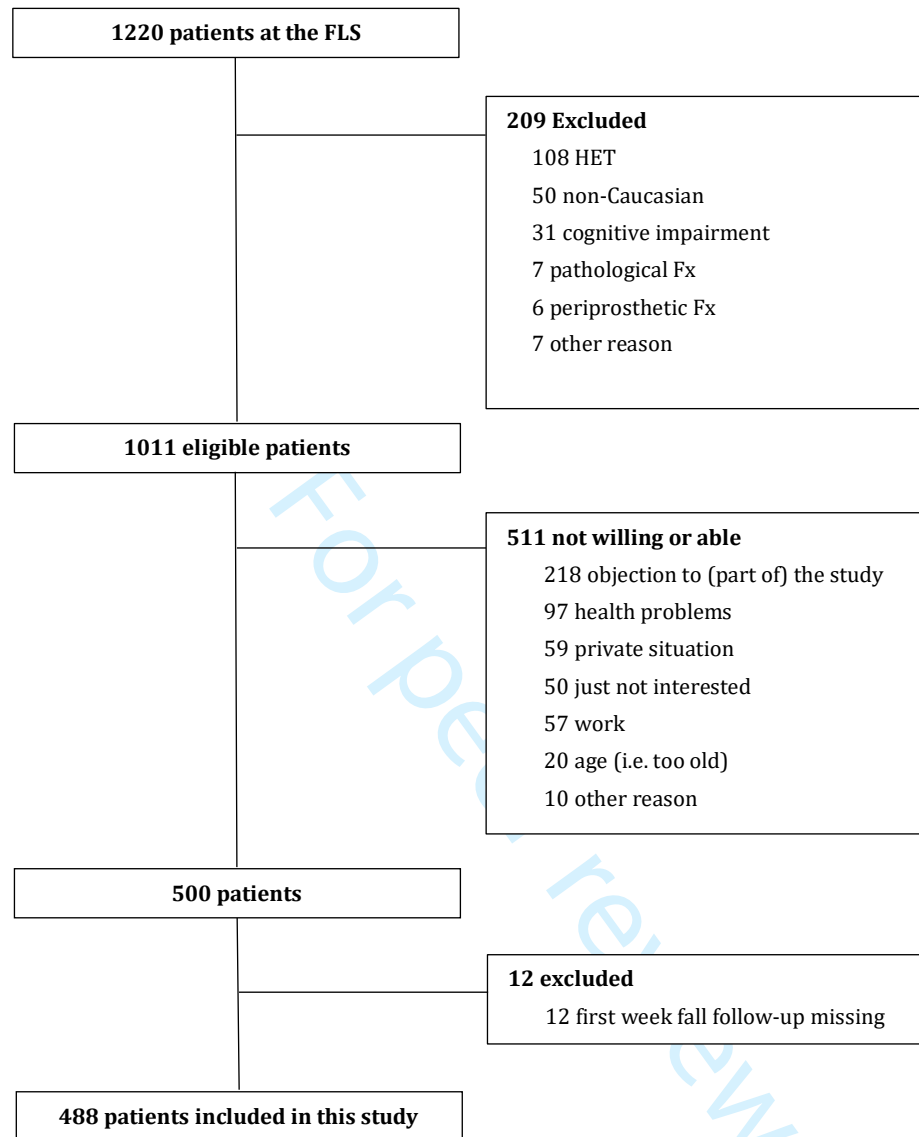 1220 patients at the FLS
209 Excluded
108 HET
50 non-Caucasian
31 cognitive impairment
7 pathological Fx
6 periprosthetic Fx
7 other reason
1011 eligible patients
511 not willing or able
218 objection to (part of) the study
97 health problems
59 private situation
50 just not interested
57 work
20 age (i.e. too old)
10 other reason
500 patients
12 excluded
12 first week fall follow-up missing
488 patients included in this study
For peer review